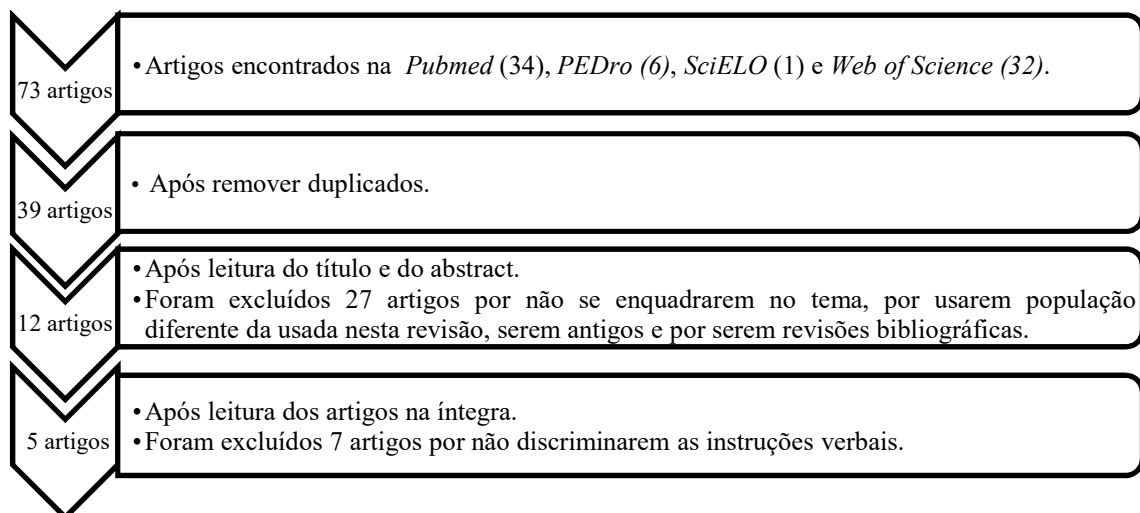 73 artigos
•Artigos encontrados na Pubmed (34), PEDro (6), SciELO (1) e Web of Science (32).
39 artigos
• Após remover duplicados.
12 artigos
•Após leitura do título e do abstract.
•Foram excluídos 27 artigos por não se enquadrarem no tema, por usarem população
diferente da usada nesta revisão, serem antigos e por serem revisões bibliográficas.
5 artigos
•Após leitura dos artigos na íntegra.
•Foram excluídos 7 artigos por não discriminarem as instruções verbais.